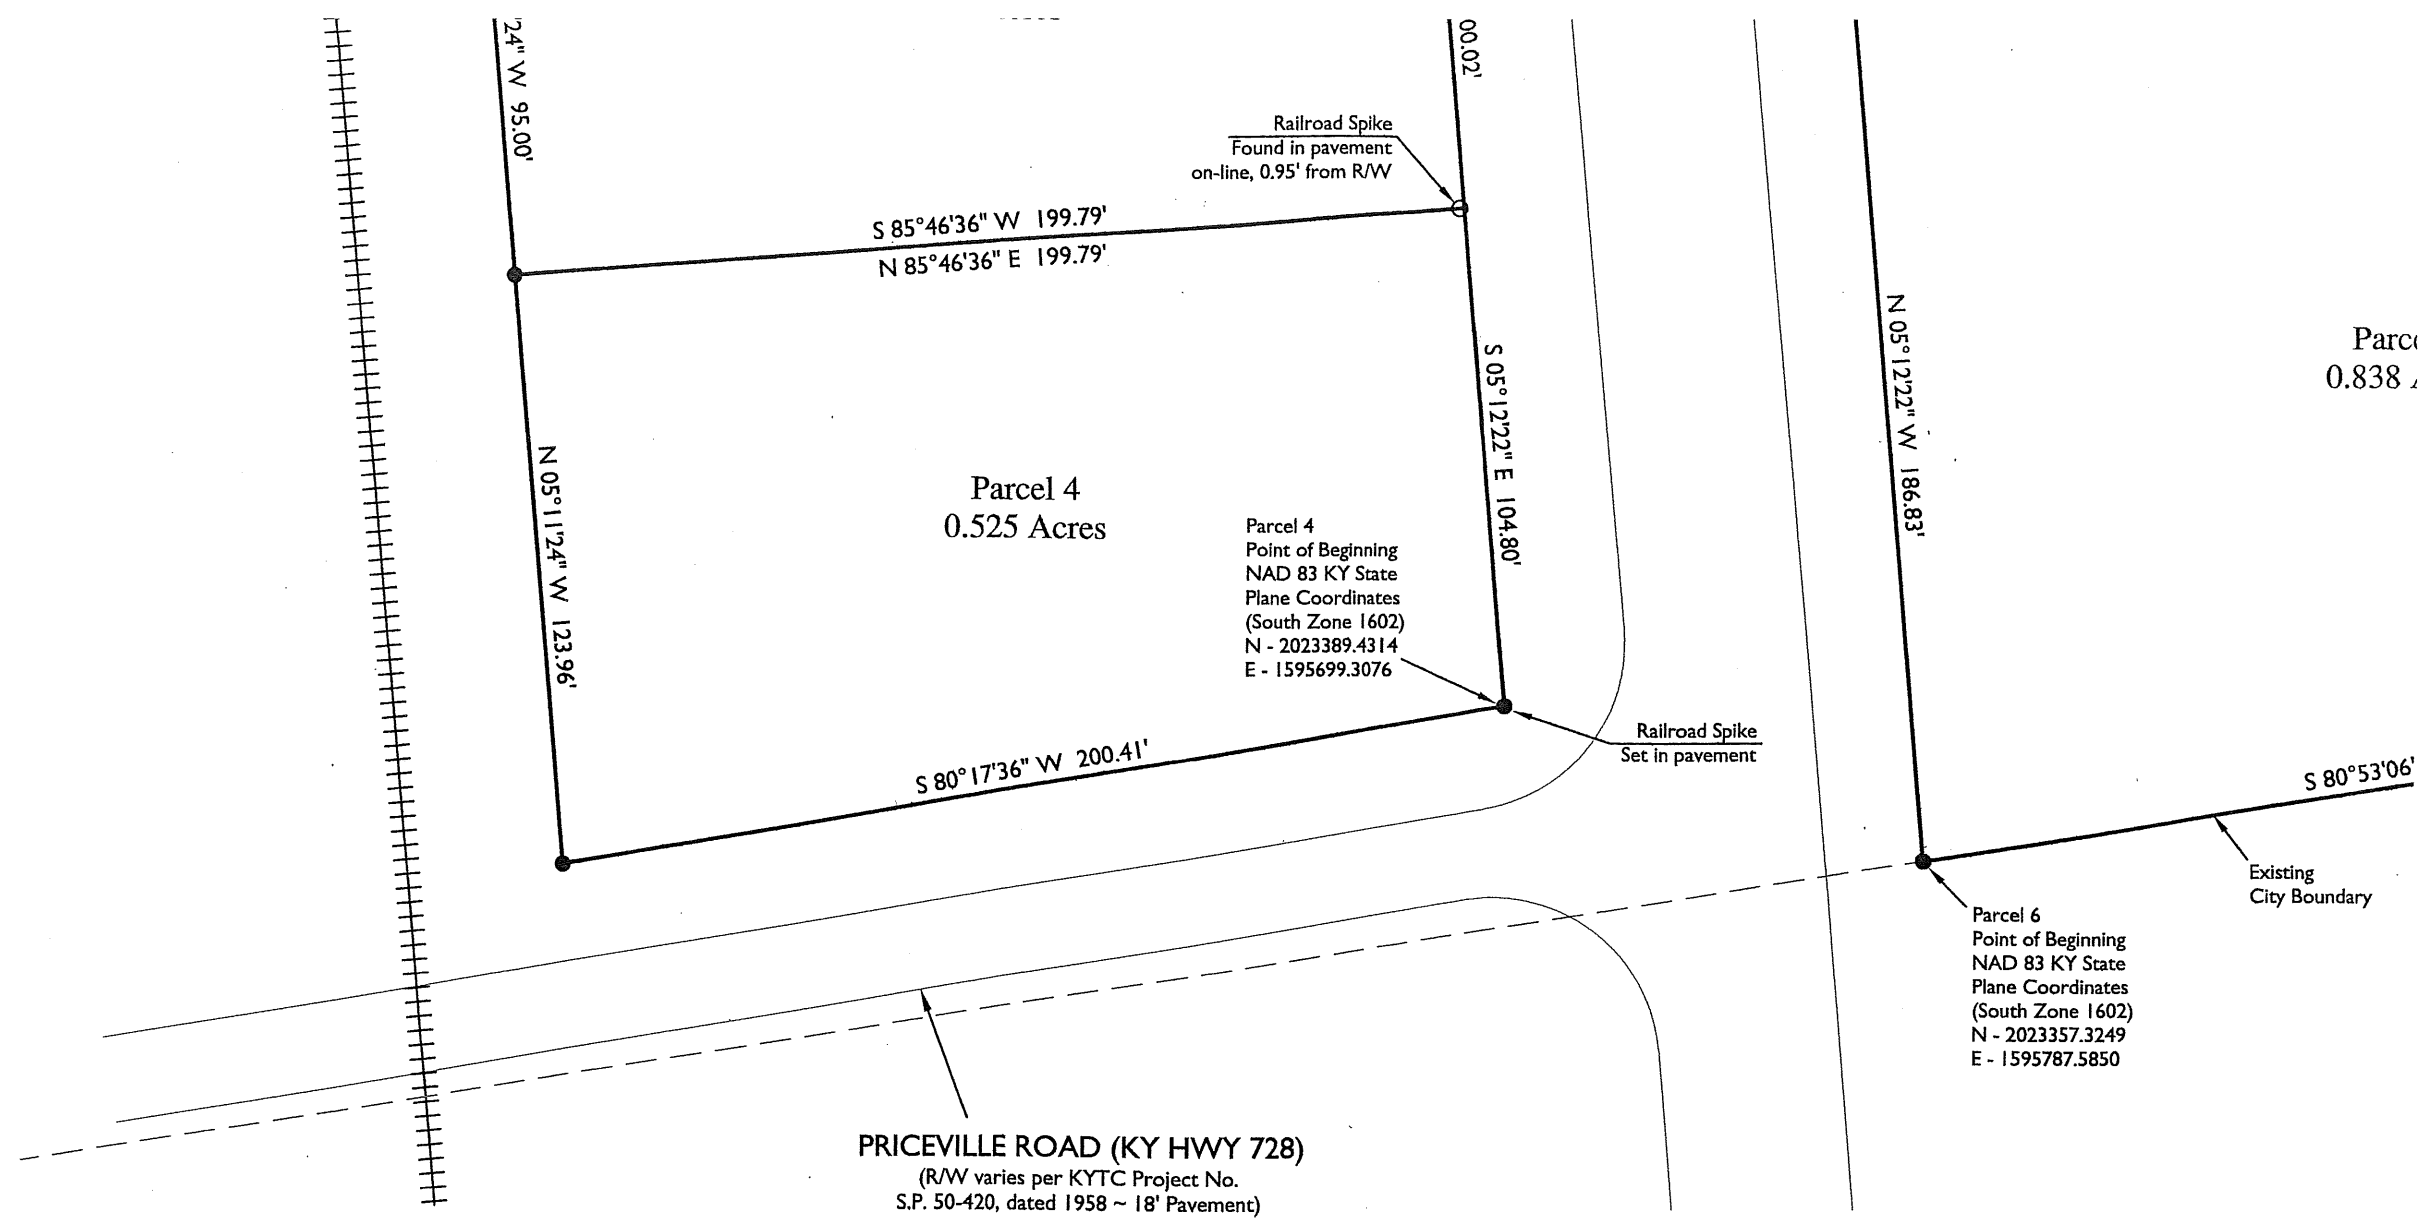 24" W 95.00'
00.02'
Railroad Spike
Found in pavement
on-line, 0.95' from R/W
S 85°46'36" W 199.79'
N 85°46'36" E 199.79'
N 05°12'22" W 186.83'
Parce
0.838
S 05°12'22" E 104.80'
N 05°11'24" W 123.96'
Parcel 4
0.525 Acres
Parcel 4
Point of Beginning
NAD 83 KY State
Plane Coordinates
(South Zone 1602)
N - 2023389.4314
E - 1595699.3076
Railroad Spike
Set in pavement
S 80°17'36" W 200.41'
S 80°53'06"
Existing
City Boundary
Parcel 6
Point of Beginning
NAD 83 KY State
Plane Coordinates
(South Zone 1602)
N - 2023357.3249
E - 1595787.5850
PRICEVILLE ROAD (KY HWY 728)
(R/W varies per KYTC Project No.
S.P. 50-420, dated 1958 ~ 18' Pavement)